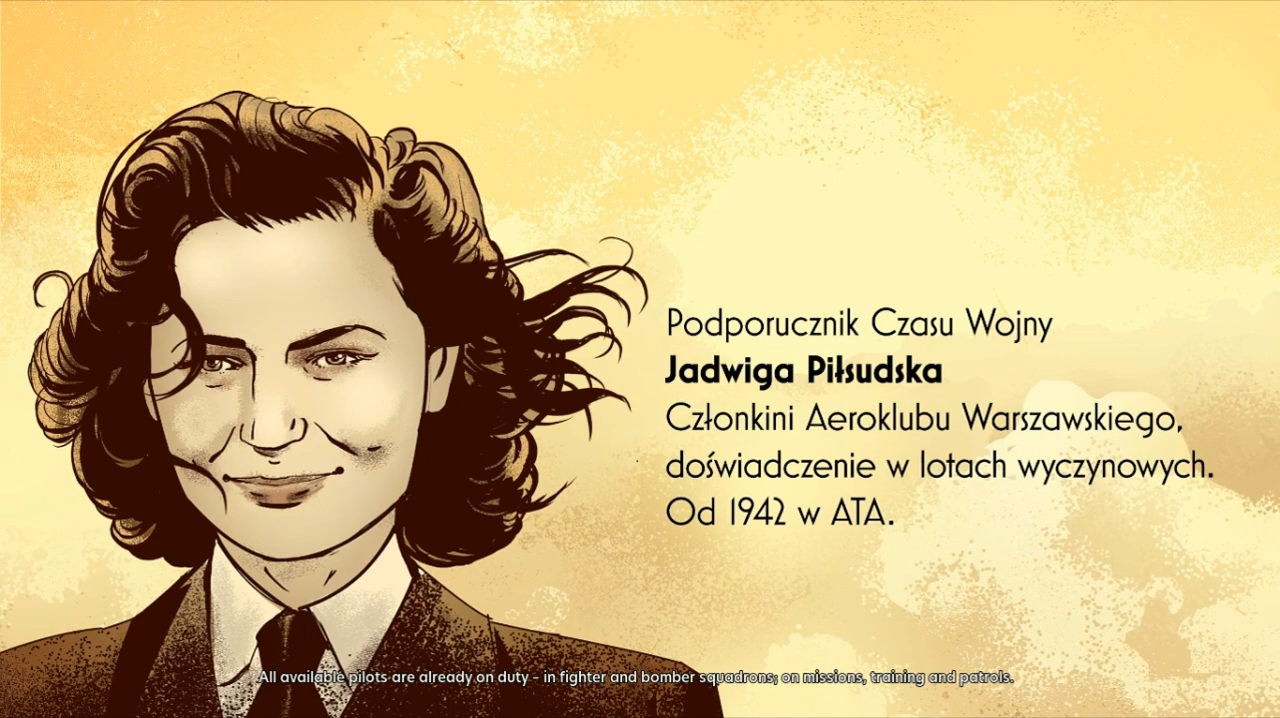 Podporucznik Czasu Wojny
Jadwiga Piłsudska
Członkini Aeroklubu Warszawskiego,
doświadczenie w lotach wyczynowych.
Od 1942 w ATA.
All available pilots are already on duty – in fighter and bomber squadrons; on missions, training and patrols.